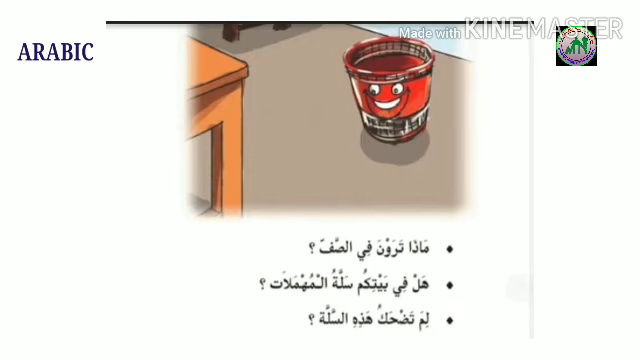 Made with KINEMASTER
ARABIC
• مَاذَا تَرَوْنَ فِي الصَّفِّ ؟
• هَلْ فِي بَيْتِكُم سَلَّةُ الْمُهْمَلَات ؟
• لِمَ تَضْحَكُ هَذِهِ السَّلَّة ؟